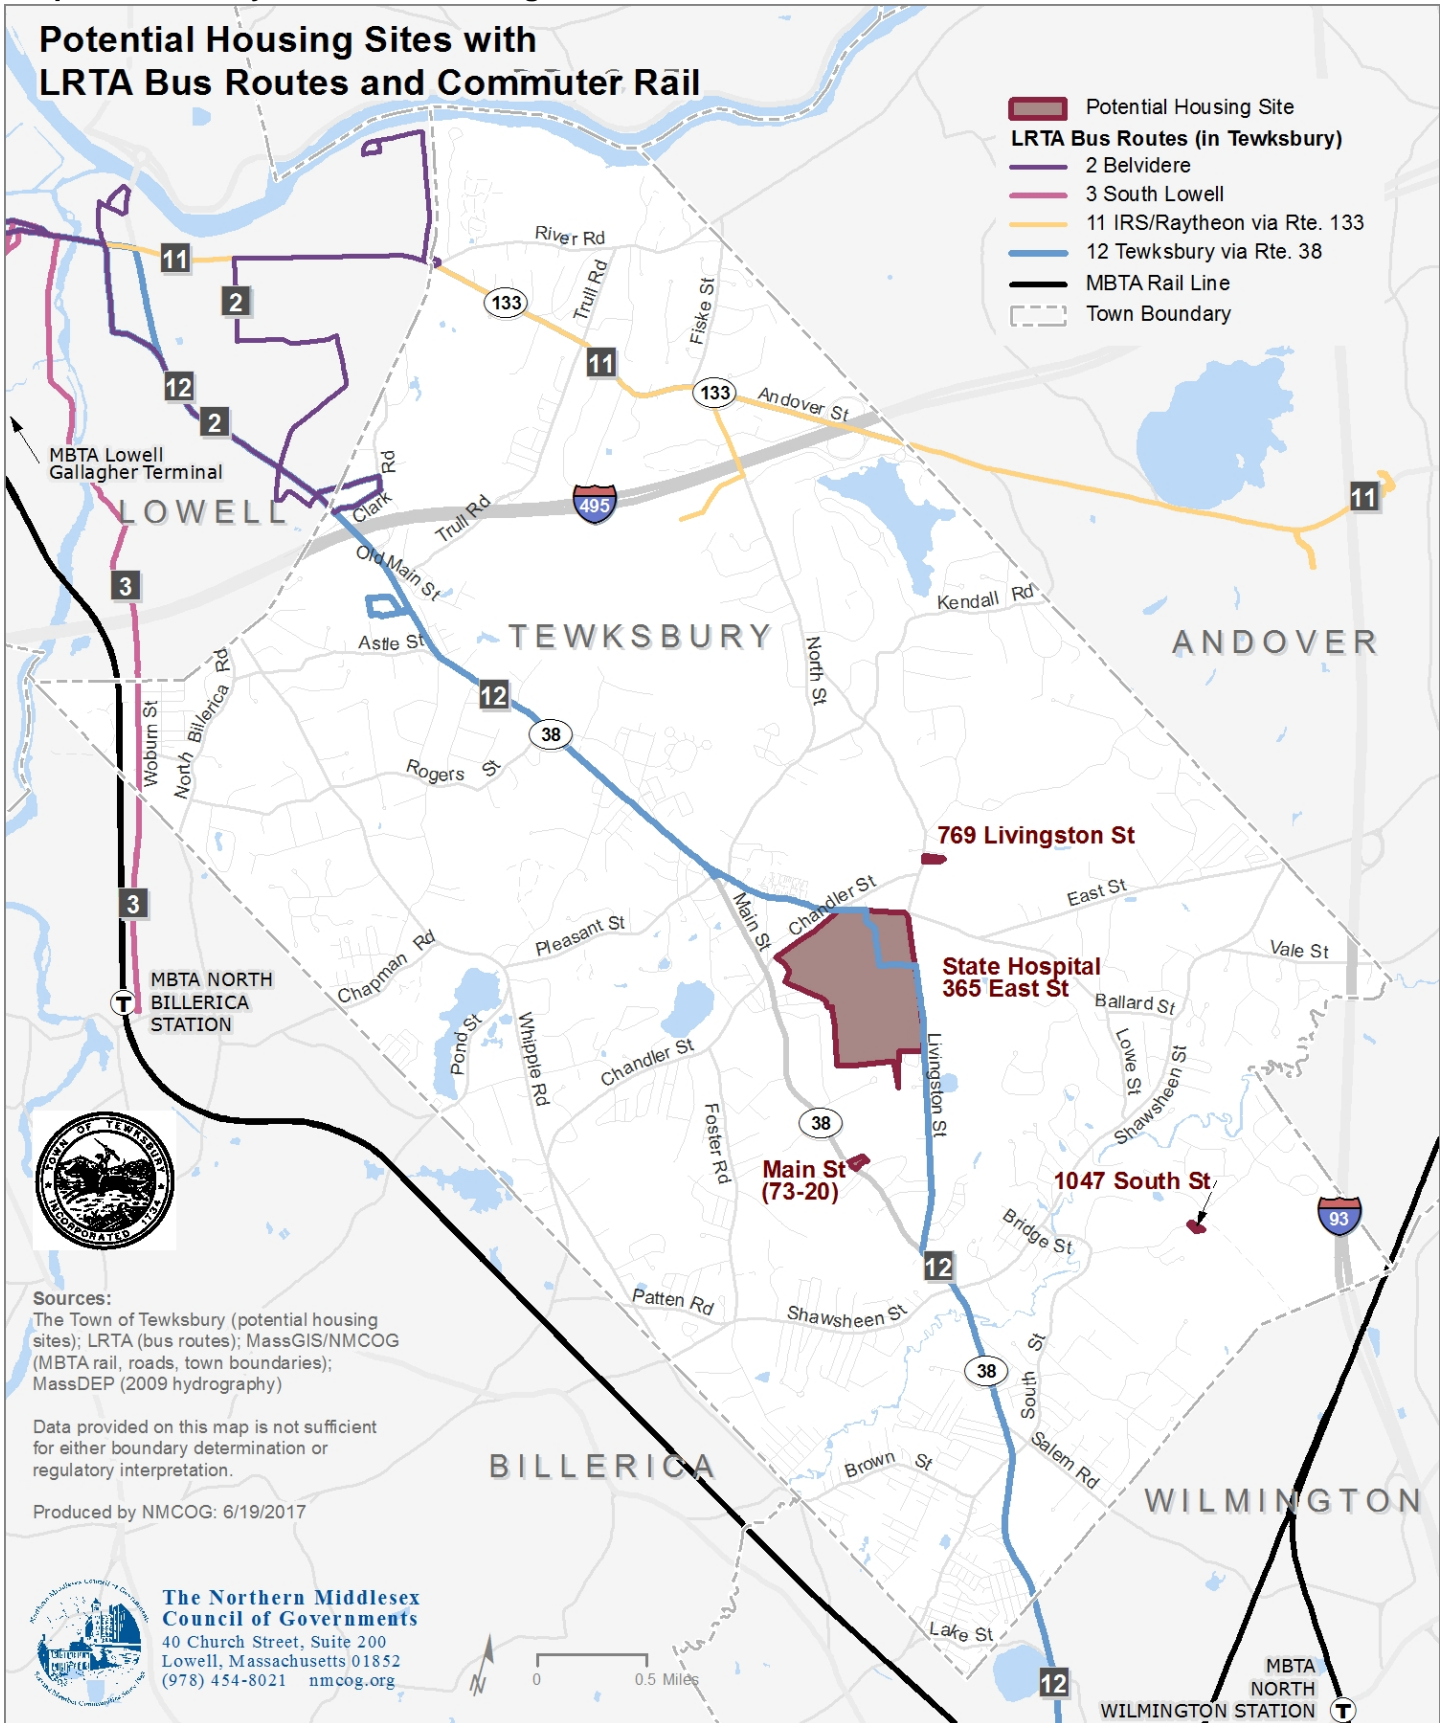 Potential Housing Sites with
LRTA Bus Routes and Commuter Rail
Potential Housing Site
LRTA Bus Routes (in Tewksbury)
2 Belvidere
3 South Lowell
11 IRS/Raytheon via Rte. 133
12 Tewksbury via Rte. 38
MBTA Rail Line
Town Boundary
River Rd
11
2
133
Trull Rd
Fiske St
11
133
Andover St
12
2
MBTA Lowell
Gallagher Terminal
Rd
Clark
LOWELL
495
Trull Rd
11
Old Main St
3
Kendall Rd
Astle St
TEWKSBURY
ANDOVER
North St
North Billerica Rd
Woburn St
12
38
Rogers St
769 Livingston St
Chandler St
East St
Main St
3
Pleasant St
Chapman Rd
Vale St
State Hospital
365 East St
MBTA NORTH
BILLERICA
STATION
T
Ballard St
Pond St
Whipple Rd
Chandler St
Livingston St
Lowe St
Shawsheen St
Foster Rd
38
Main St
(73-20)
1047 South St
TOWN OF TEWKSBURY
INCORPORATED 1734
Bridge St
93
12
Patten Rd
Shawsheen St
Sources:
The Town of Tewksbury (potential housing
sites); LRTA (bus routes); MassGIS/NMCOG
(MBTA rail, roads, town boundaries);
MassDEP (2009 hydrography)
38
South St
Data provided on this map is not sufficient
for either boundary determination or
regulatory interpretation.
BILLERICA
Brown St
Salem Rd
WILMINGTON
Produced by NMCOG: 6/19/2017
The Northern Middlesex
Council of Governments
40 Church Street, Suite 200
Lowell, Massachusetts 01852
(978) 454-8021 nmcog.org
Lake St
N
0 0.5 Miles
12
MBTA
NORTH
WILMINGTON STATION
T